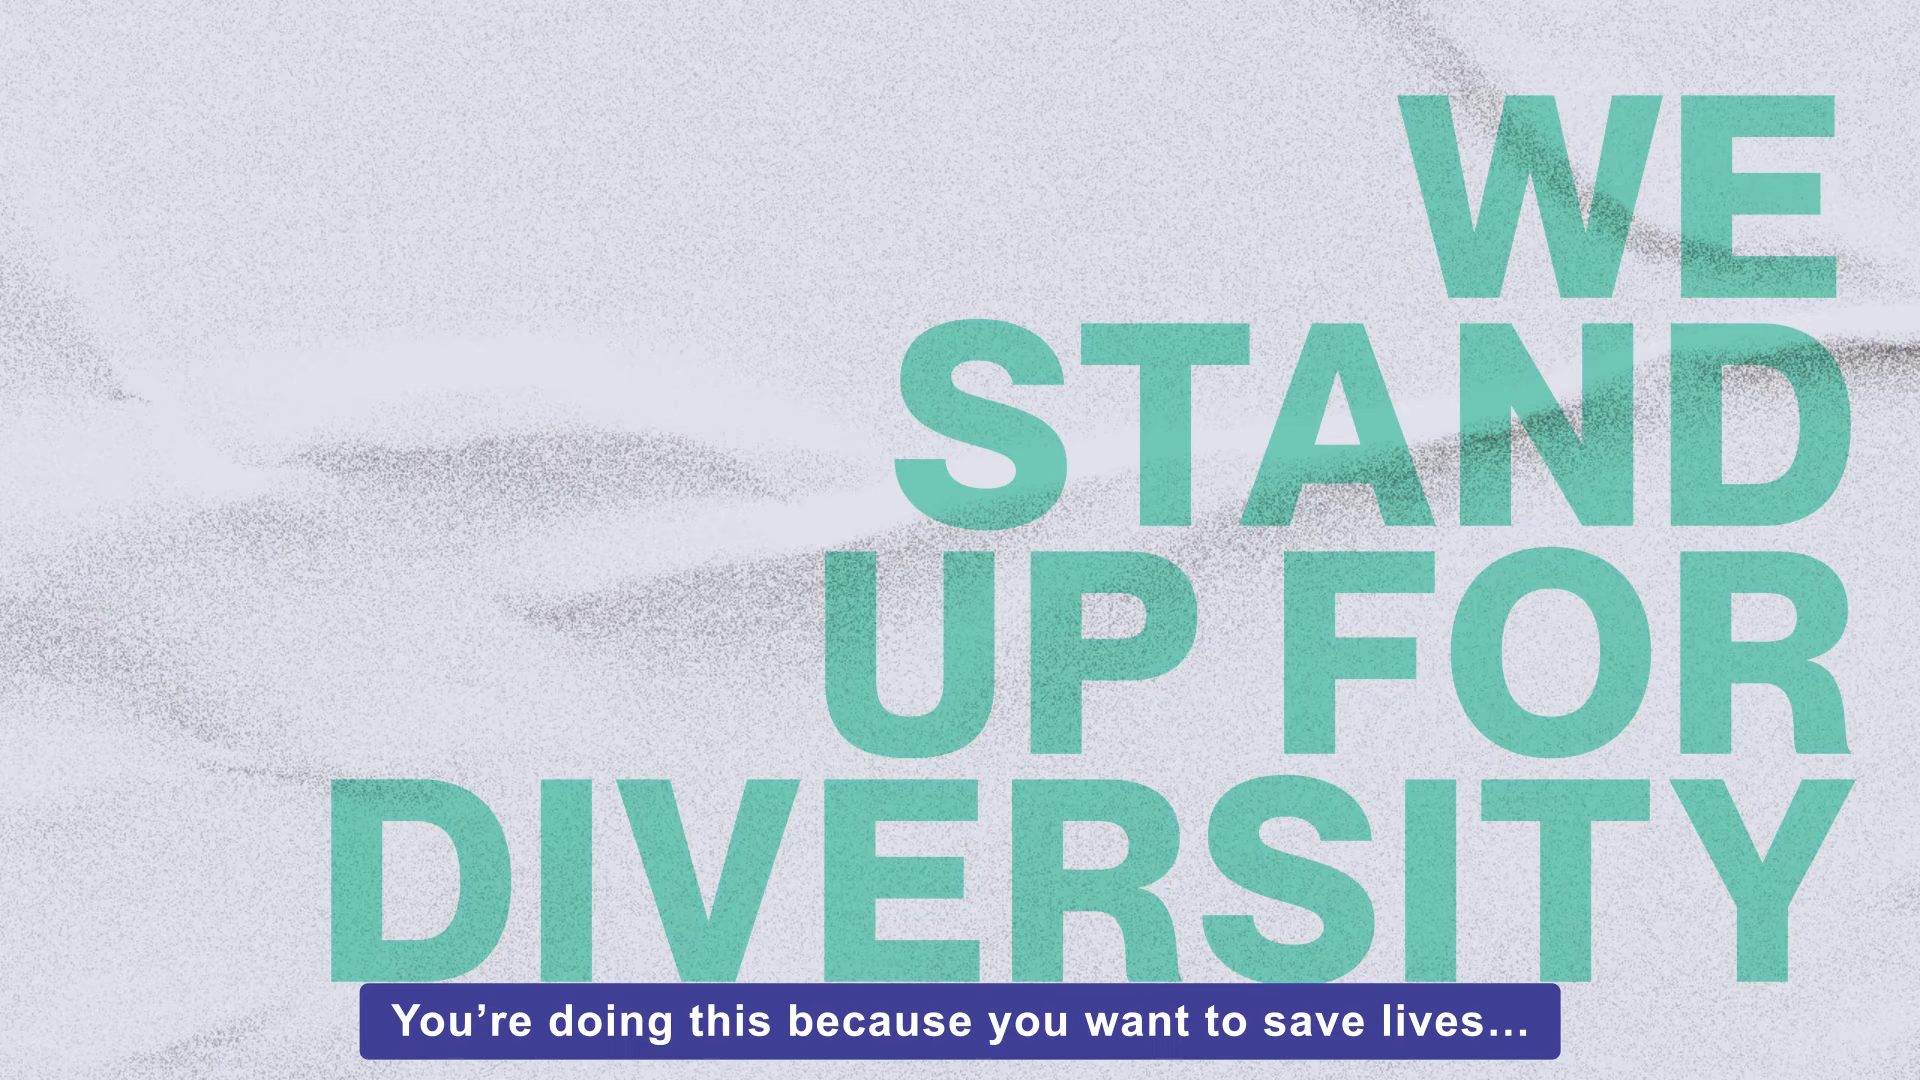 WE
STAND
UP FOR
DIVERSITY
You’re doing this because you want to save lives…